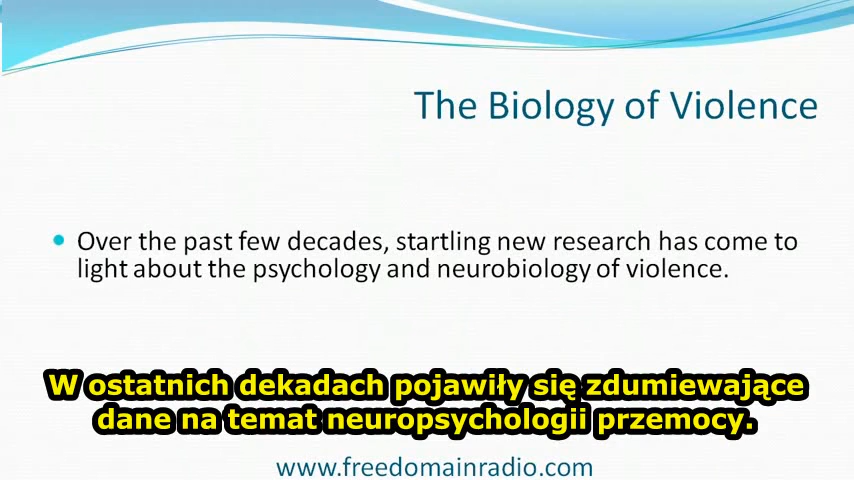 The Biology of Violence
Over the past few decades, startling new research has come to
light about the psychology and neurobiology of violence.
W ostatnich dekadach pojawiły się zdumiewające
dane na temat neuropsychologii przemocy.
www.freedomainradio.com